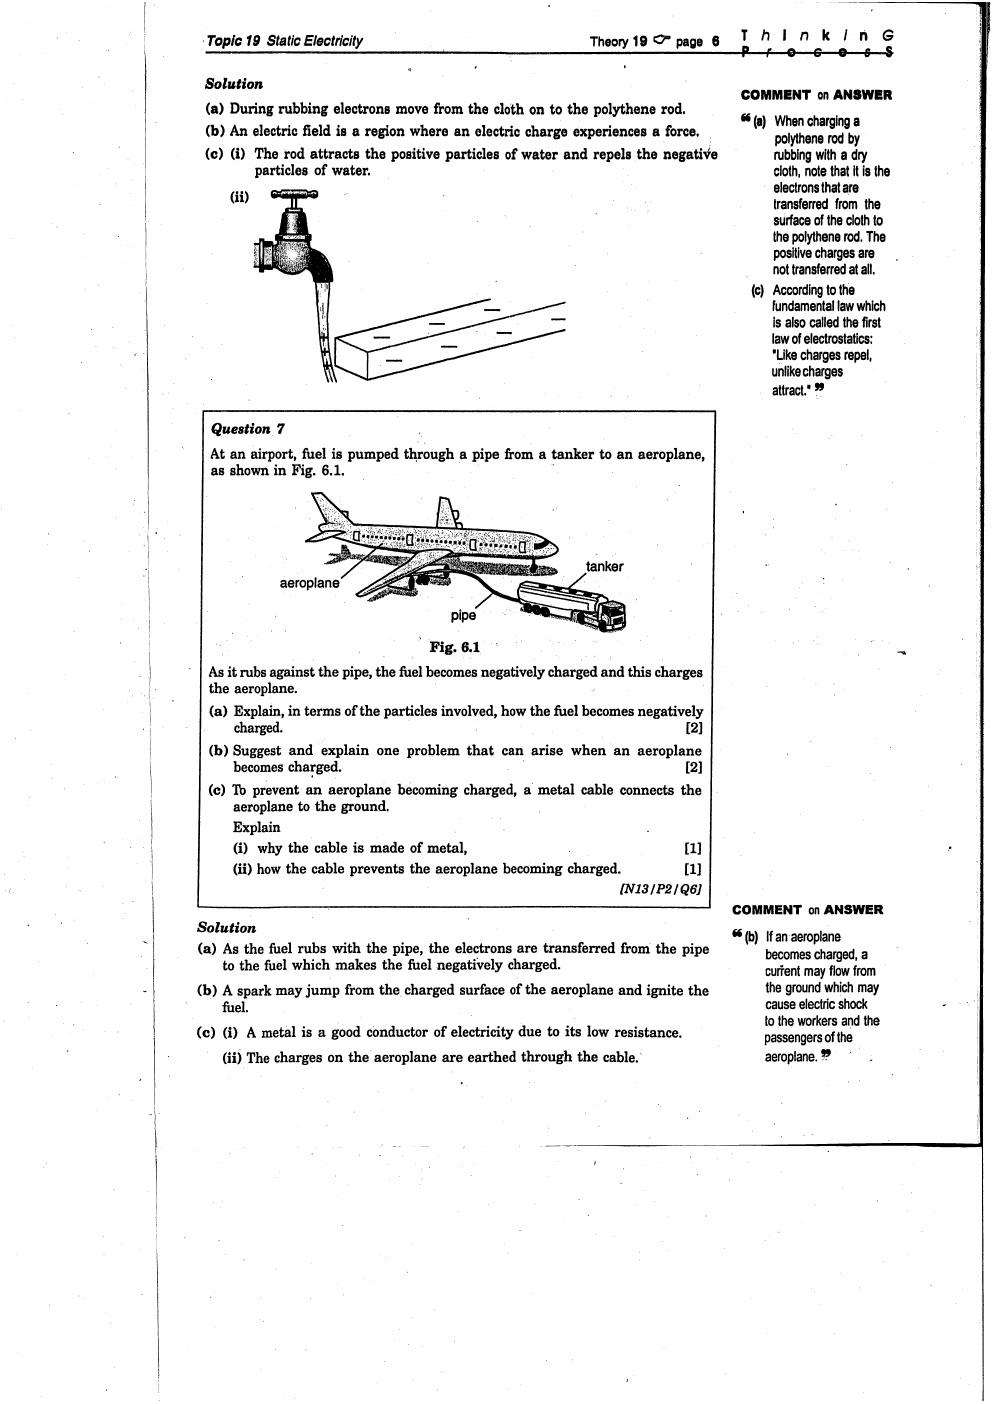 Topic 19 Static Electricity
Theory 19 page 6
ThInkInG
ProcesS
Solution
(a) During rubbing electrons move from the cloth on to the polythene rod.
(b) An electric field is a region where an electric charge experiences a force.
(c) (i) The rod attracts the positive particles of water and repels the negative
particles of water.
(ii)
COMMENT on ANSWER
“ (a) When charging a
polythene rod by
rubbing with a dry
cloth, note that it is the
electrons that are
transferred from the
surface of the cloth to
the polythene rod. The
positive charges are
not transferred at all.
(c) According to the
fundamental law which
is also called the first
law of electrostatics:
"Like charges repel,
unlike charges
attract." ”
Question 7
At an airport, fuel is pumped through a pipe from a tanker to an aeroplane,
as shown in Fig. 6.1.
aeroplane
tanker
pipe
Fig. 6.1
As it rubs against the pipe, the fuel becomes negatively charged and this charges
the aeroplane.
(a) Explain, in terms of the particles involved, how the fuel becomes negatively
charged. [2]
(b) Suggest and explain one problem that can arise when an aeroplane
becomes charged. [2]
(c) To prevent an aeroplane becoming charged, a metal cable connects the
aeroplane to the ground.
Explain
(i) why the cable is made of metal, [1]
(ii) how the cable prevents the aeroplane becoming charged. [1]
[N13/P2/Q6]
Solution
(a) As the fuel rubs with the pipe, the electrons are transferred from the pipe
to the fuel which makes the fuel negatively charged.
(b) A spark may jump from the charged surface of the aeroplane and ignite the
fuel.
(c) (i) A metal is a good conductor of electricity due to its low resistance.
(ii) The charges on the aeroplane are earthed through the cable.
COMMENT on ANSWER
“ (b) If an aeroplane
becomes charged, a
current may flow from
the ground which may
cause electric shock
to the workers and the
passengers of the
aeroplane. ”